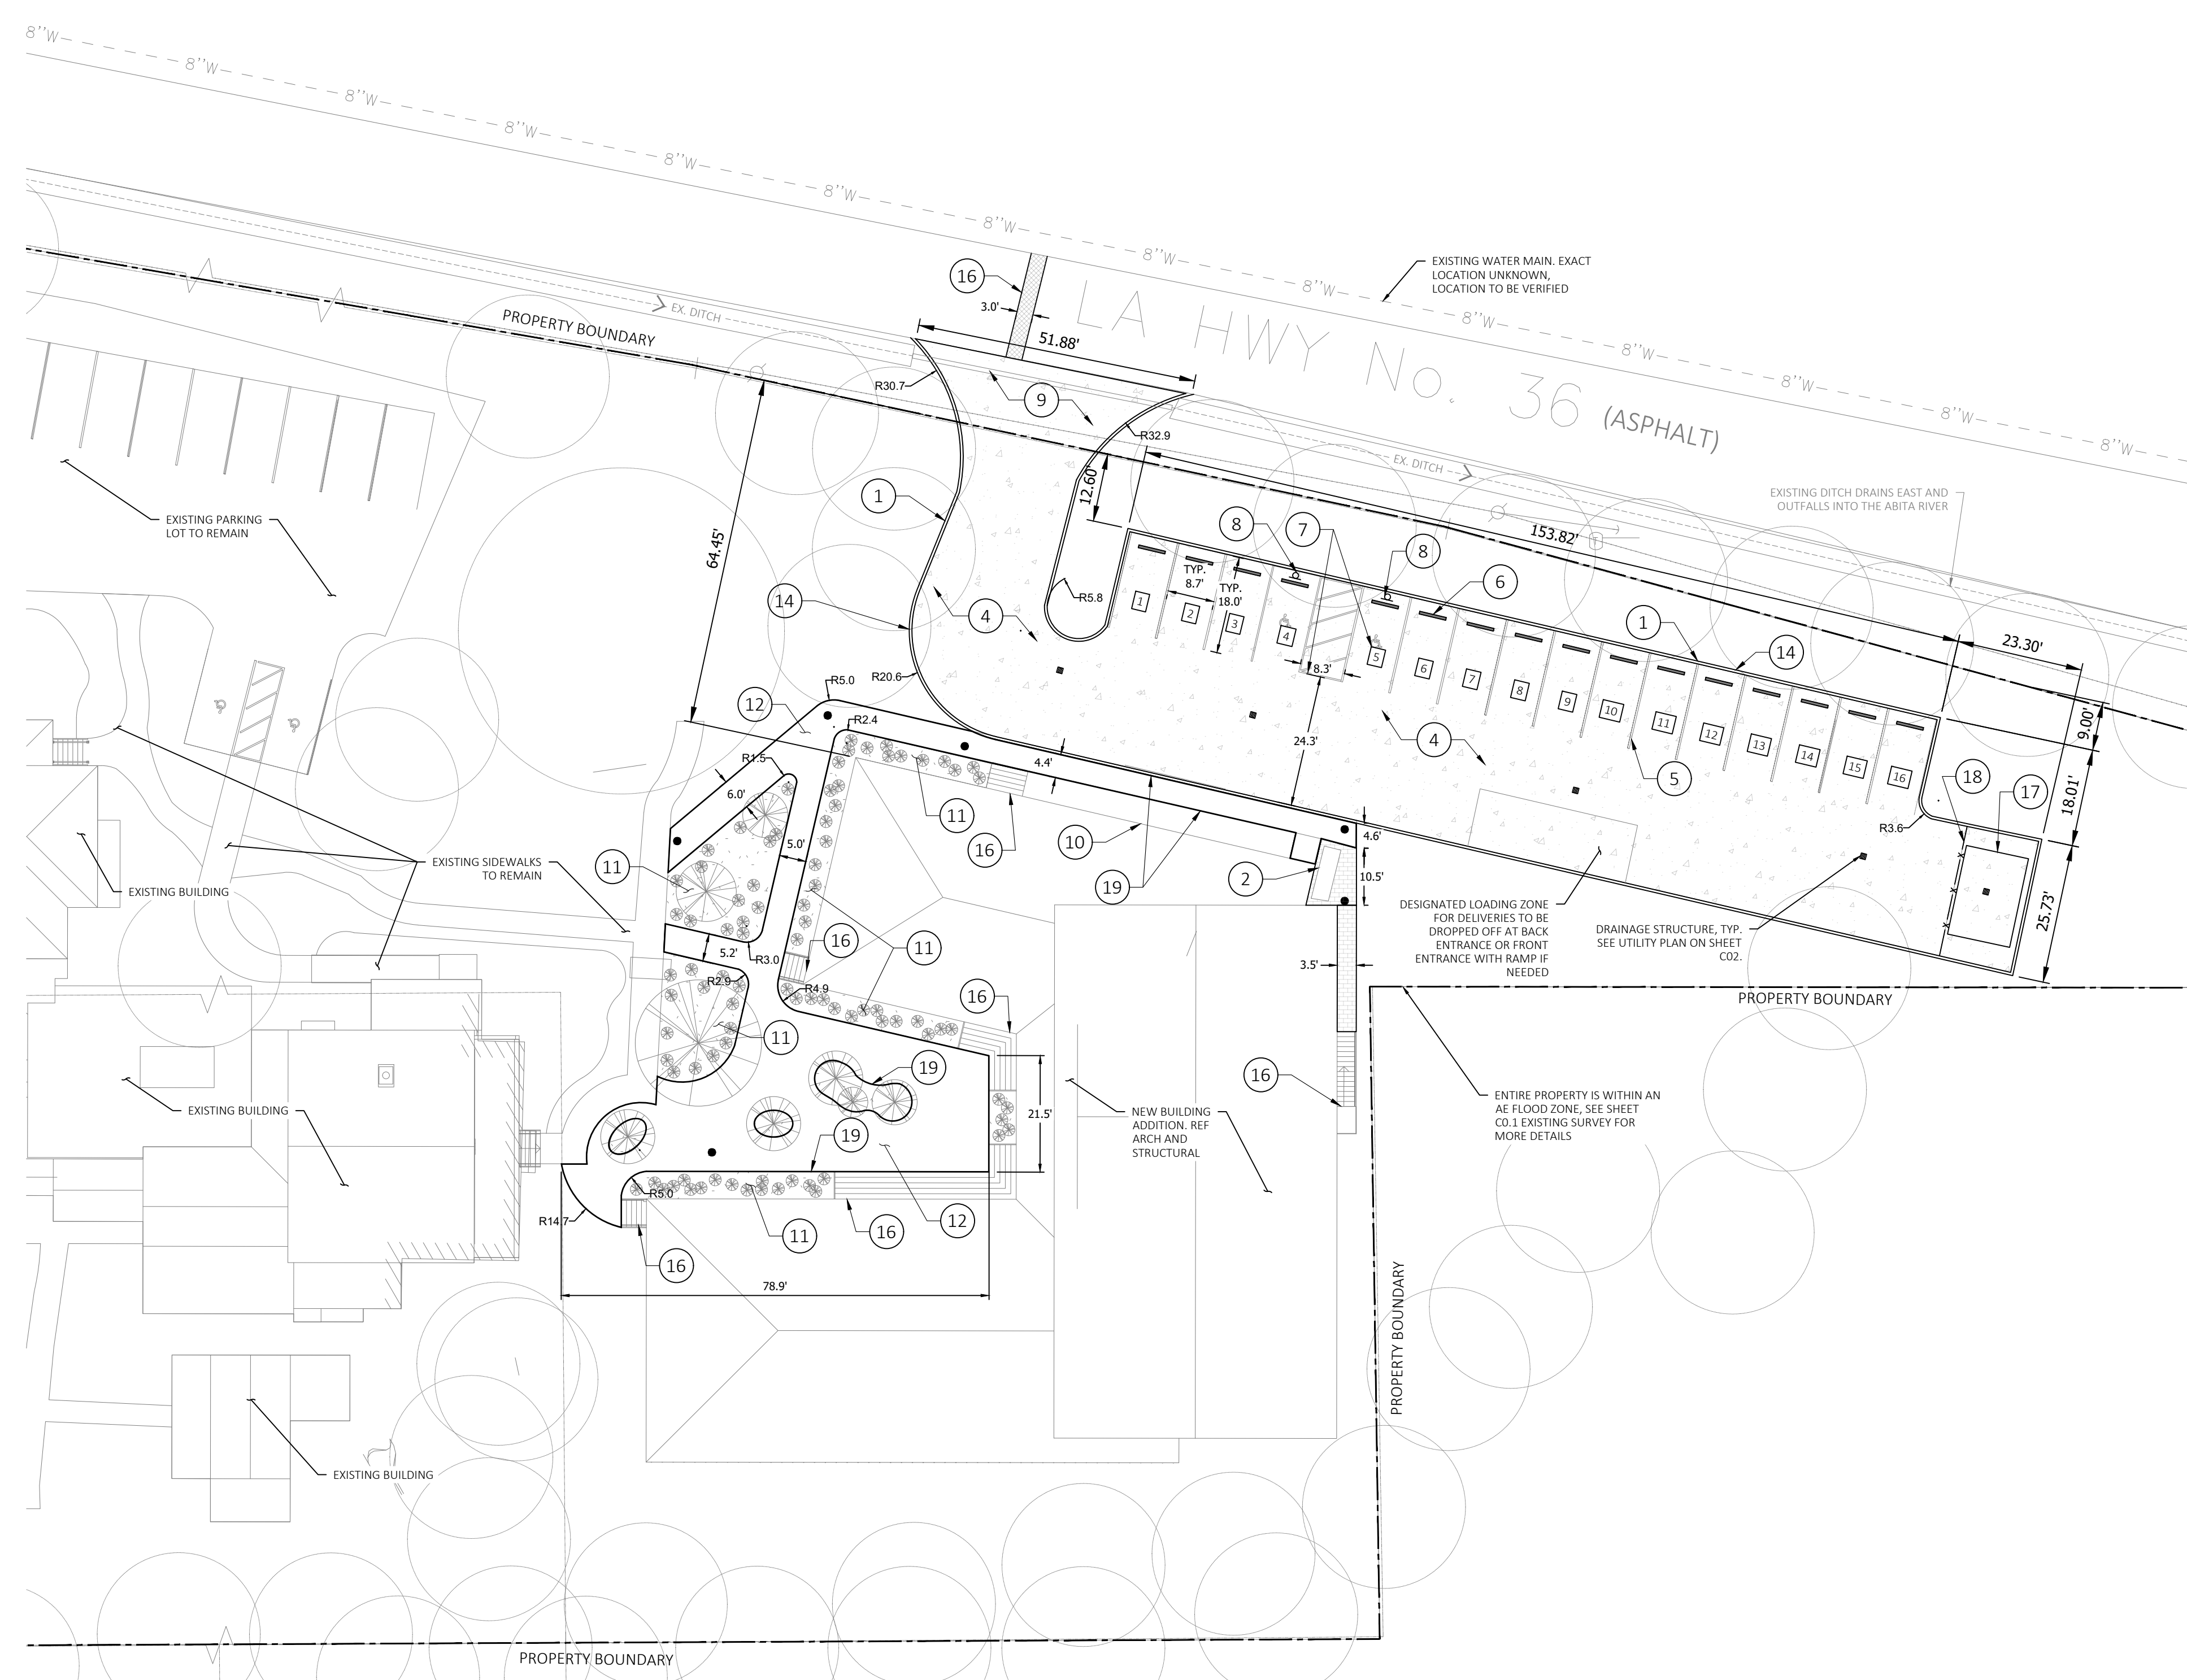 8''W
8''W
8''W
8''W
8''W
8''W
8''W
8''W
8''W
8''W
8''W
8''W
8''W
8''W
EXISTING WATER MAIN. EXACT
LOCATION UNKNOWN,
LOCATION TO BE VERIFIED
16
3.0'
LA HWY No. 36 (ASPHALT)
EX. DITCH
PROPERTY BOUNDARY
51.88'
R30.7
9
R32.9
EX. DITCH
EXISTING DITCH DRAINS EAST AND
OUTFALLS INTO THE ABITA RIVER
12.60'
1
8
7
8
153.82'
EXISTING PARKING
LOT TO REMAIN
64.45'
6
TYP.
8.7'
TYP.
18.0'
R5.8
14
4
1
2
3
4
5
6
7
8
9
10
11
12
13
14
15
16
1
14
23.30'
8.3'
R20.6
R5.0
12
R2.4
9.00'
24.3'
4
5
18
17
18.01'
R1.5
4.4'
6.0'
11
16
10
19
R3.6
4.6'
5.0'
2
10.5'
25.73'
EXISTING SIDEWALKS
TO REMAIN
11
EXISTING BUILDING
DESIGNATED LOADING ZONE
FOR DELIVERIES TO BE
DROPPED OFF AT BACK
ENTRANCE OR FRONT
ENTRANCE WITH RAMP IF
NEEDED
DRAINAGE STRUCTURE, TYP.
SEE UTILITY PLAN ON SHEET
C02.
16
11
5.2'
R3.0
R2.9
R4.9
3.5'
16
PROPERTY BOUNDARY
11
19
16
EXISTING BUILDING
21.5'
NEW BUILDING
ADDITION. REF
ARCH AND
STRUCTURAL
ENTIRE PROPERTY IS WITHIN AN
AE FLOOD ZONE, SEE SHEET
C0.1 EXISTING SURVEY FOR
MORE DETAILS
19
R5.0
R14.7
11
16
12
16
78.9'
PROPERTY BOUNDARY
EXISTING BUILDING
PROPERTY BOUNDARY